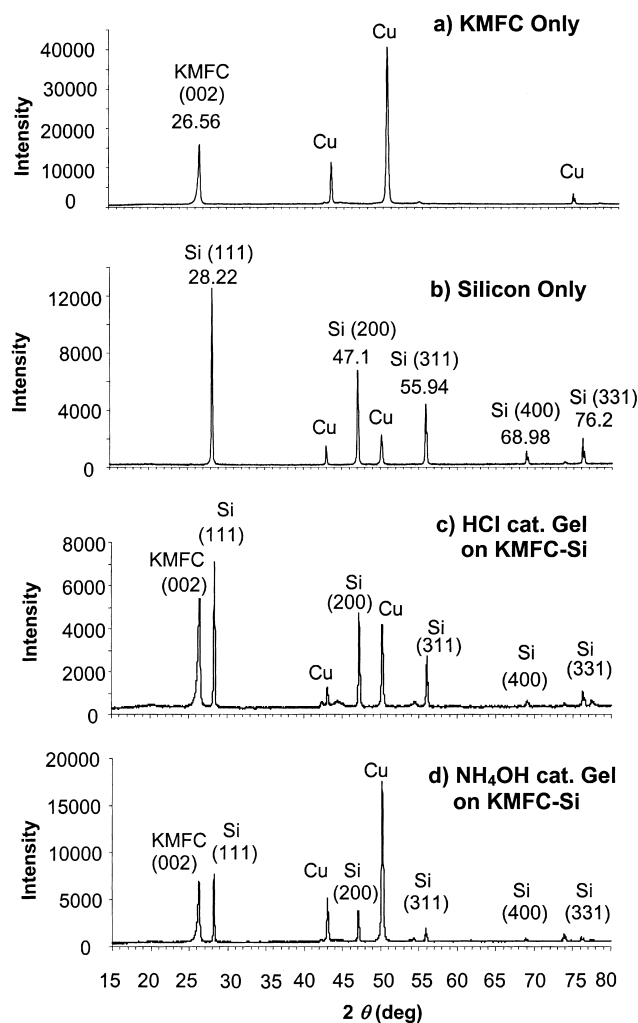 a) KMFC Only
Intensity
40000
30000
20000
10000
0
KMFC
(002)
26.56
Cu
Cu
Cu
b) Silicon Only
Intensity
12000
8000
4000
0
Si (111)
28.22
Cu
Si (200)
47.1
Cu
Si (311)
55.94
Si (400)
68.98
Si (331)
76.2
c) HCl cat. Gel
on KMFC-Si
Intensity
8000
6000
4000
2000
0
KMFC
(002)
Si
(111)
Cu
Si
(200)
Cu
Si
(311)
Si
(400)
Si
(331)
d) NH₄OH cat. Gel
on KMFC-Si
Intensity
20000
15000
10000
5000
0
KMFC
(002)
Si
(111)
Cu
Si
(200)
Cu
Si
(311)
Si
(400)
Si
(331)
15 20 25 30 35 40 45 50 55 60 65 70 75 80
2 θ (deg)